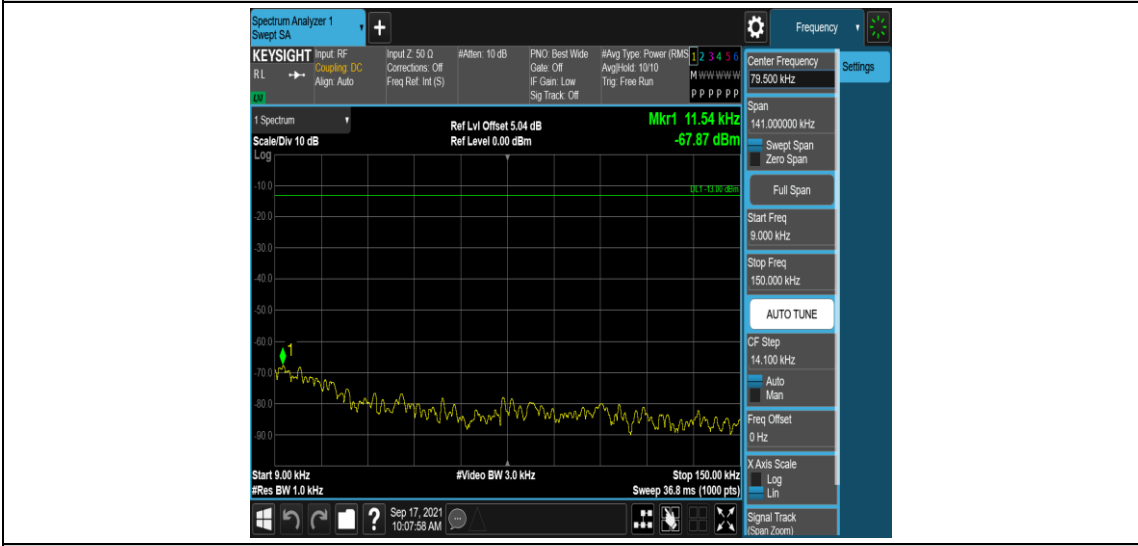 Spectrum Analyzer 1
Swept SA
+
Frequency
KEYSIGHT
RL
LXI
Input: RF
Coupling: DC
Align: Auto
Input Z: 50 Ω
Corrections: Off
Freq Ref: Int (S)
#Atten: 10 dB
PNO: Best Wide
Gate: Off
IF Gain: Low
Sig Track: Off
#Avg Type: Power (RMS
Avg|Hold: 10/10
Trig: Free Run
1 2 3 4 5 6
M W W W W W
P P P P P P
1 Spectrum
Scale/Div 10 dB
Log
Ref Lvl Offset 5.04 dB
Ref Level 0.00 dBm
Mkr1 11.54 kHz
-67.87 dBm
DL1 -13.00 dBm
-10.0
-20.0
-30.0
-40.0
-50.0
-60.0
1
-70.0
-80.0
-90.0
Start 9.00 kHz
#Res BW 1.0 kHz
#Video BW 3.0 kHz
Stop 150.00 kHz
Sweep 36.8 ms (1000 pts)
?
Sep 17, 2021
10:07:58 AM
Center Frequency
79.500 kHz
Settings
Span
141.000000 kHz
Swept Span
Zero Span
Full Span
Start Freq
9.000 kHz
Stop Freq
150.000 kHz
AUTO TUNE
CF Step
14.100 kHz
Auto
Man
Freq Offset
0 Hz
X Axis Scale
Log
Lin
Signal Track
(Span Zoom)